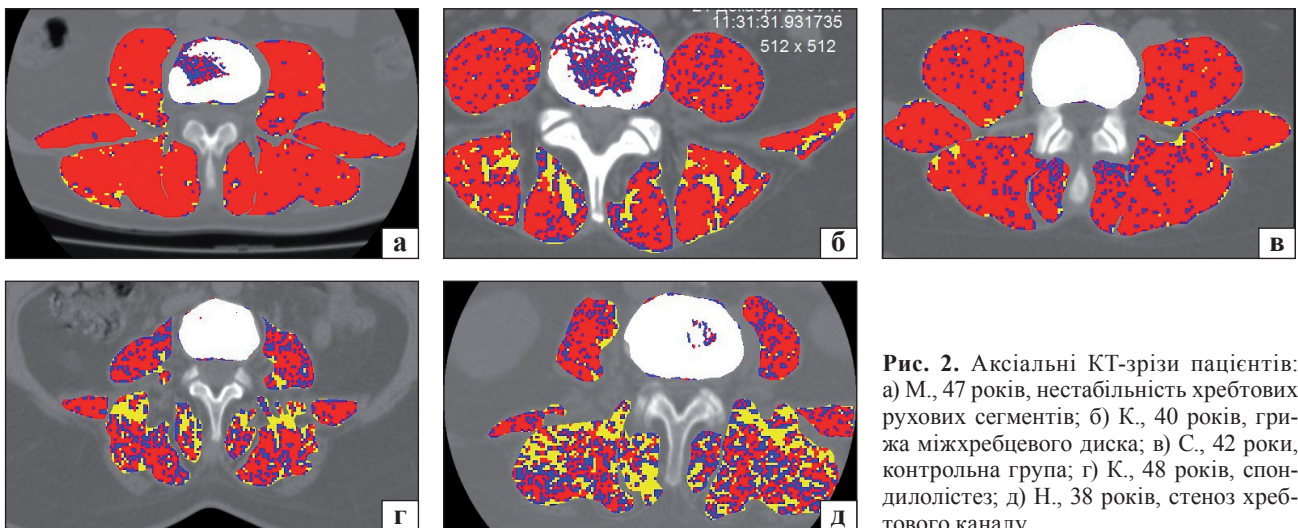 11:31:31.931735
512 x 512
а
б
в
г
д
Рис. 2. Аксіальні КТ-зрізи пацієнтів:
а) М., 47 років, нестабільність хребтових
рухових сегментів; б) К., 40 років, гри-
жа міжхребцевого диска; в) С., 42 роки,
контрольна група; г) К., 48 років, спон-
дилолістез; д) Н., 38 років, стеноз хреб-
тового каналу